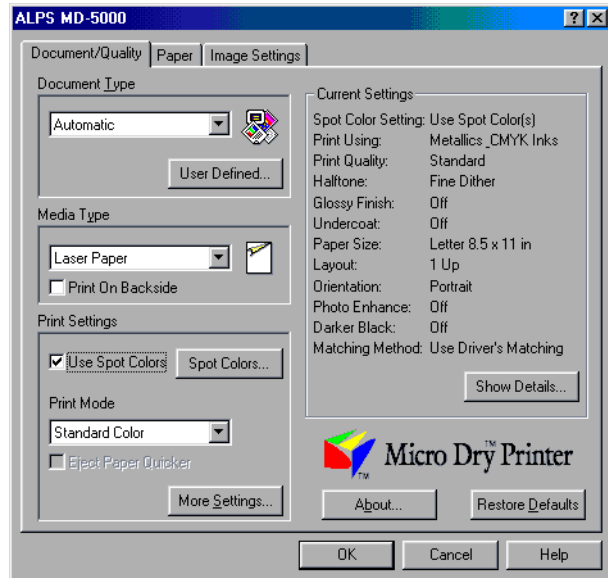 ALPS MD-5000
Document/Quality Paper Image Settings
Document Type
Automatic
User Defined...
Media Type
Laser Paper
Print On Backside
Print Settings
Use Spot Colors Spot Colors...
Print Mode
Standard Color
Eject Paper Quicker
More Settings...
Current Settings
Spot Color Setting: Use Spot Color(s)
Print Using: Metallics_CMYK Inks
Print Quality: Standard
Halftone: Fine Dither
Glossy Finish: Off
Undercoat: Off
Paper Size: Letter 8.5 x 11 in
Layout: 1 Up
Orientation: Portrait
Photo Enhance: Off
Darker Black: Off
Matching Method: Use Driver's Matching
Show Details...
Micro Dry™ Printer
TM
About... Restore Defaults
OK Cancel Help